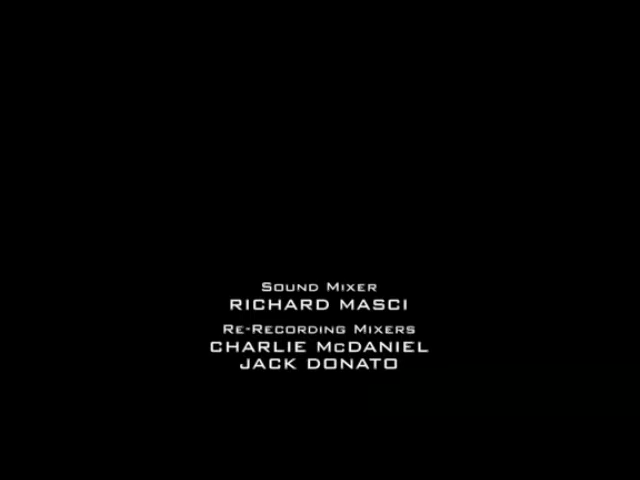 Sound Mixer
RICHARD MASCI
Re-Recording Mixers
CHARLIE McDANIEL
JACK DONATO